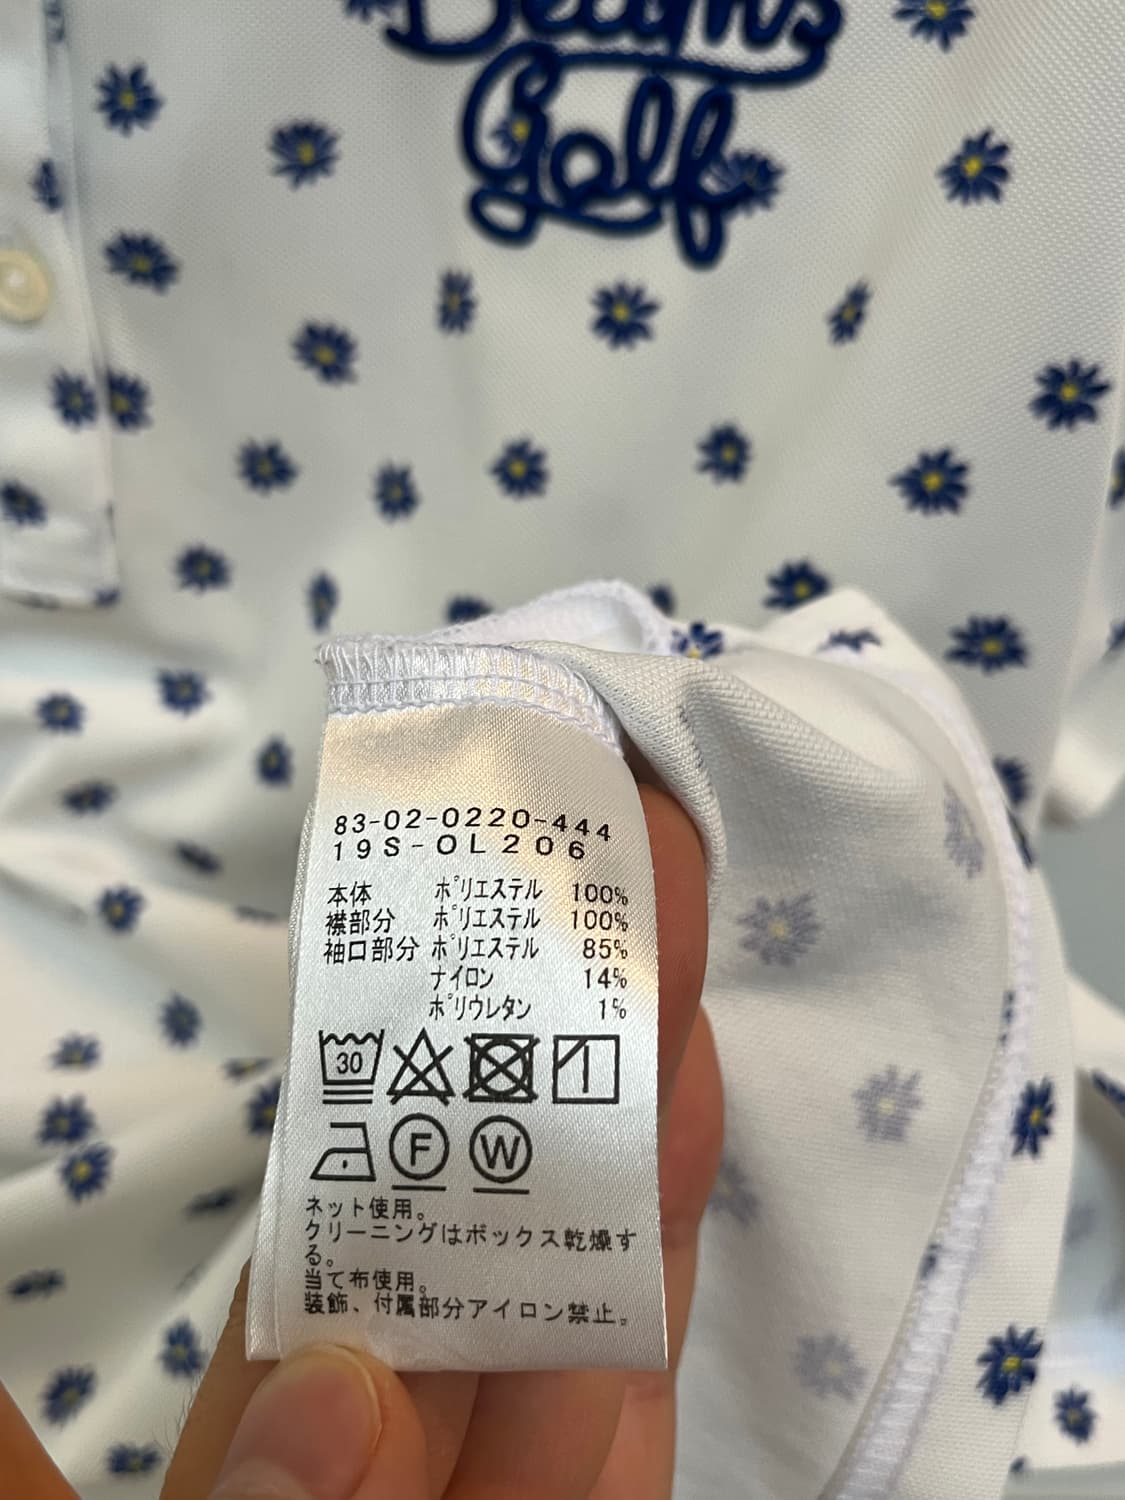 Beams
Golf
83-02-0220-444
19S-OL206
本体 ポリエステル 100%
襟部分 ポリエステル 100%
袖口部分 ポリエステル 85%
ナイロン 14%
ポリウレタン 1%
30
F W
ネット使用。
クリーニングはボックス乾燥す
る。
当て布使用。
装飾、付属部分アイロン禁止。